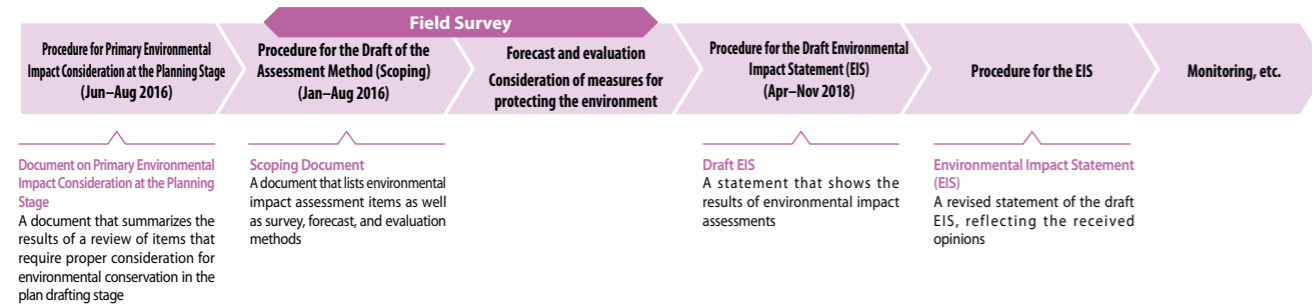 Field Survey
Procedure for Primary Environmental
Impact Consideration at the Planning Stage
(Jun–Aug 2016)
Procedure for the Draft of the
Assessment Method (Scoping)
(Jan–Aug 2016)
Forecast and evaluation
Consideration of measures for
protecting the environment
Procedure for the Draft Environmental
Impact Statement (EIS)
(Apr–Nov 2018)
Procedure for the EIS
Monitoring, etc.
Document on Primary Environmental
Impact Consideration at the Planning
Stage
A document that summarizes the
results of a review of items that
require proper consideration for
environmental conservation in the
plan drafting stage
Scoping Document
A document that lists environmental
impact assessment items as well
as survey, forecast, and evaluation
methods
Draft EIS
A statement that shows the
results of environmental impact
assessments
Environmental Impact Statement
(EIS)
A revised statement of the draft
EIS, reflecting the received
opinions